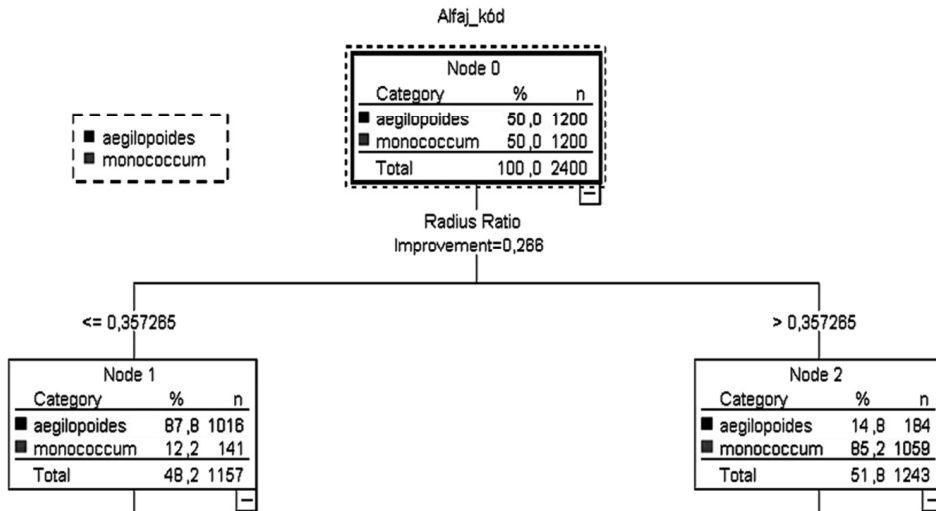 Alfaj_kód
Node 0
Category % n
aegilopoides 50,0 1200
monococcum 50,0 1200
Total 100,0 2400
aegilopoides
monococcum
Radius Ratio
Improvement=0,266
<= 0,357265
> 0,357265
Node 1
Category % n
aegilopoides 87,8 1016
monococcum 12,2 141
Total 48,2 1157
Node 2
Category % n
aegilopoides 14,8 184
monococcum 85,2 1059
Total 51,8 1243